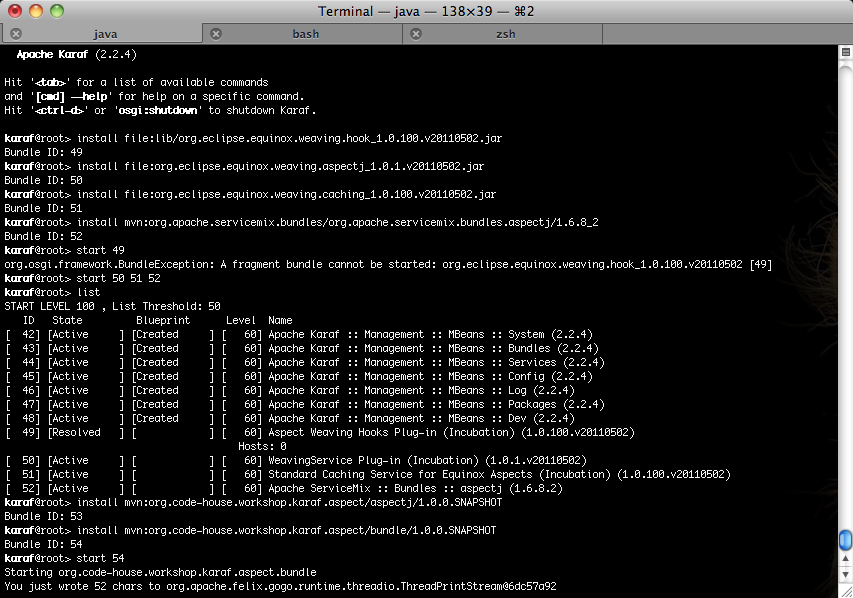 Terminal — java — 138×39 — ⌘2
java bash zsh
Apache Karaf (2.2.4)
Hit '<tab>' for a list of available commands
and '[cmd] --help' for help on a specific command.
Hit '<ctrl-d>' or 'osgi:shutdown' to shutdown Karaf.
karaf@root> install file:lib/org.eclipse.equinox.weaving.hook_1.0.100.v20110502.jar
Bundle ID: 49
karaf@root> install file:org.eclipse.equinox.weaving.aspectj_1.0.1.v20110502.jar
Bundle ID: 50
karaf@root> install file:org.eclipse.equinox.weaving.caching_1.0.100.v20110502.jar
Bundle ID: 51
karaf@root> install mvn:org.apache.servicemix.bundles/org.apache.servicemix.bundles.aspectj/1.6.8_2
Bundle ID: 52
karaf@root> start 49
org.osgi.framework.BundleException: A fragment bundle cannot be started: org.eclipse.equinox.weaving.hook_1.0.100.v20110502 [49]
karaf@root> start 50 51 52
karaf@root> list
START LEVEL 100 , List Threshold: 50
   ID   State         Blueprint      Level  Name
[  42] [Active     ] [Created     ] [   60] Apache Karaf :: Management :: MBeans :: System (2.2.4)
[  43] [Active     ] [Created     ] [   60] Apache Karaf :: Management :: MBeans :: Bundles (2.2.4)
[  44] [Active     ] [Created     ] [   60] Apache Karaf :: Management :: MBeans :: Services (2.2.4)
[  45] [Active     ] [Created     ] [   60] Apache Karaf :: Management :: MBeans :: Config (2.2.4)
[  46] [Active     ] [Created     ] [   60] Apache Karaf :: Management :: MBeans :: Log (2.2.4)
[  47] [Active     ] [Created     ] [   60] Apache Karaf :: Management :: MBeans :: Packages (2.2.4)
[  48] [Active     ] [Created     ] [   60] Apache Karaf :: Management :: MBeans :: Dev (2.2.4)
[  49] [Resolved   ] [            ] [   60] Aspect Weaving Hooks Plug-in (Incubation) (1.0.100.v20110502)
                                       Hosts: 0
[  50] [Active     ] [            ] [   60] WeavingService Plug-in (Incubation) (1.0.1.v20110502)
[  51] [Active     ] [            ] [   60] Standard Caching Service for Equinox Aspects (Incubation) (1.0.100.v20110502)
[  52] [Active     ] [            ] [   60] Apache ServiceMix :: Bundles :: aspectj (1.6.8.2)
karaf@root> install mvn:org.code-house.workshop.karaf.aspect/aspectj/1.0.0.SNAPSHOT
Bundle ID: 53
karaf@root> install mvn:org.code-house.workshop.karaf.aspect/bundle/1.0.0.SNAPSHOT
Bundle ID: 54
karaf@root> start 54
Starting org.code-house.workshop.karaf.aspect.bundle
You just wrote 52 chars to org.apache.felix.gogo.runtime.threadio.ThreadPrintStream@6dc57a92